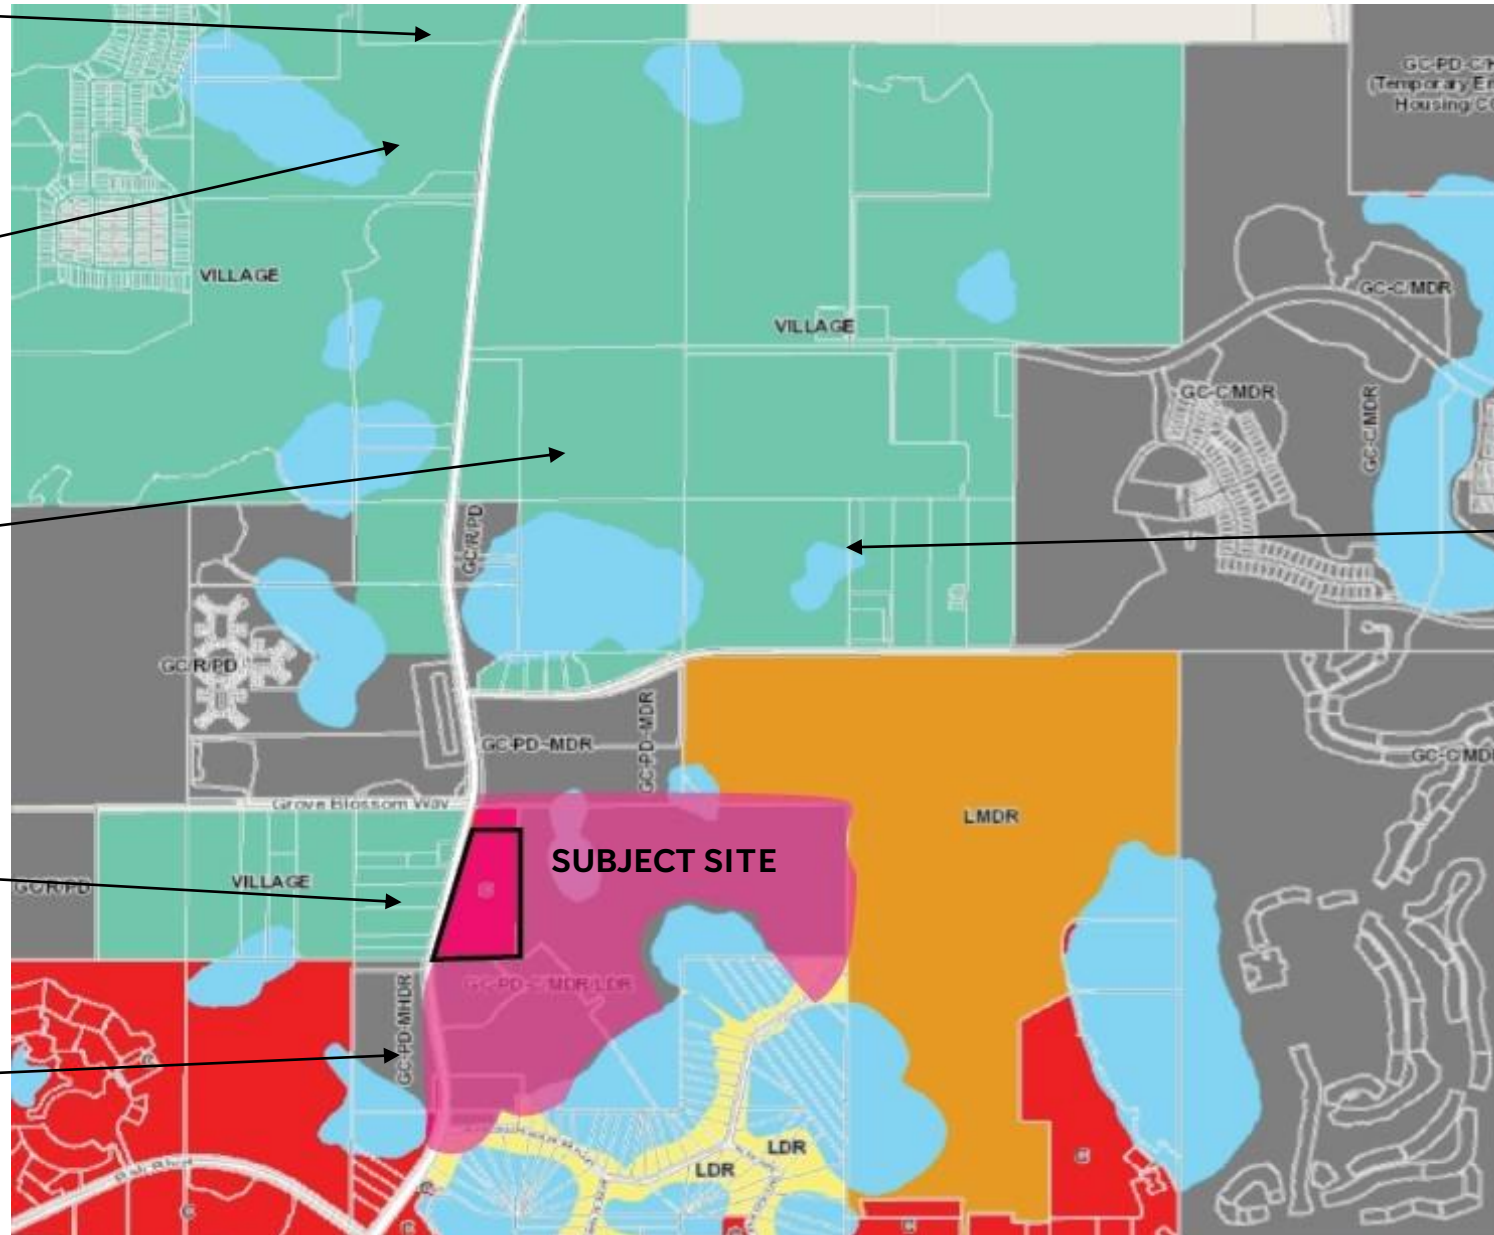 GC-PD-C/H
(Temporary Em
Housing CO
VILLAGE
GC-C/MDR
VILLAGE
GC-C/MDR
GC-C/MDR
GC/R/PD
GC/R/PD
GC-PD-MDR
GC-PD-MDR
GC-C/MDR
Grove Blossom Way
LMDR
SUBJECT SITE
VILLAGE
GC/R/PD
C
GC-PD-C/MDR/LDR
GC-PD-MHDR
C
LDR
LDR
C
C
C
C
C
C